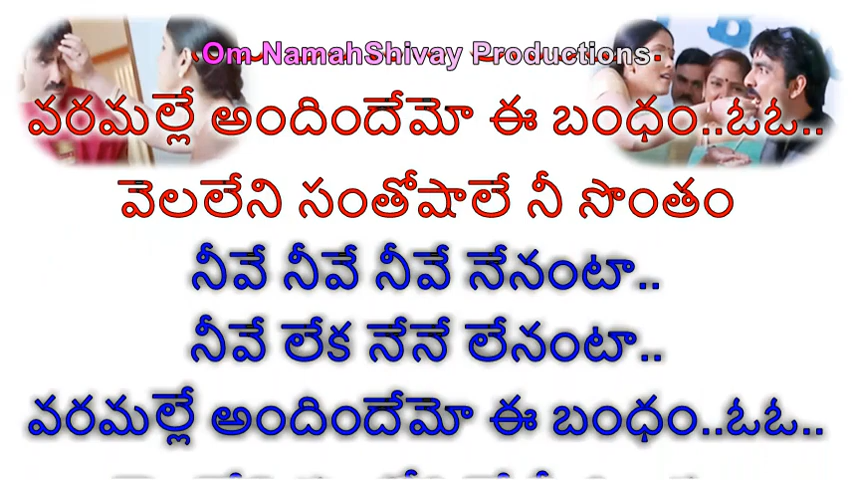 Om NamahShivay Productions
వరమల్లే అందిందేమో ఈ బంధం..ఓఓ..
వెలలేని సంతోషాలే నీ సొంతం
నీవే నీవే నీవే నేనంటా..
నీవే లేక నేనే లేనంటా..
వరమల్లే అందిందేమో ఈ బంధం..ఓఓ..